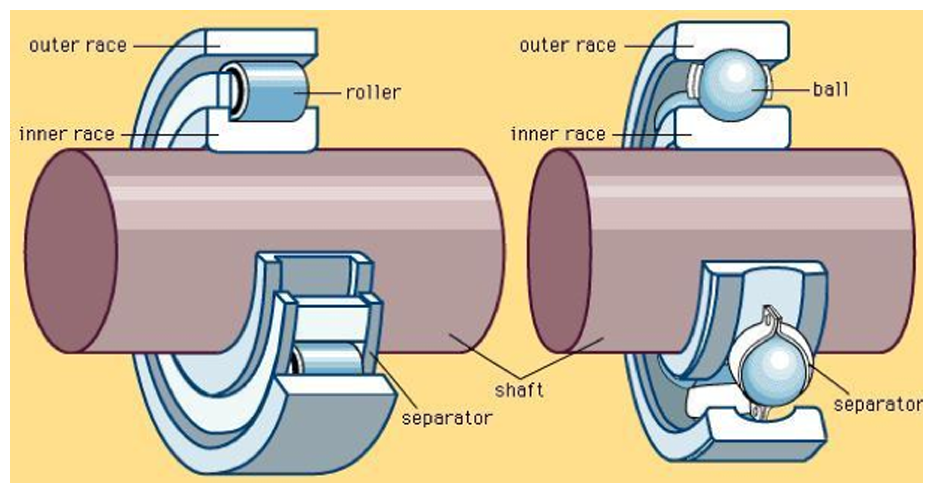 outer race
roller
inner race
separator
shaft
outer race
ball
inner race
separator